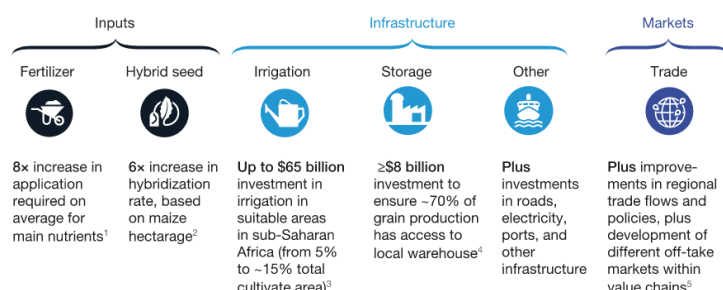 Inputs
Infrastructure
Markets
Fertilizer
Hybrid seed
Irrigation
Storage
Other
Trade
8× increase in
application
required on
average for
main nutrients¹
6× increase in
hybridization
rate, based
on maize
hectarage²
Up to $65 billion
investment in
irrigation in
suitable areas
in sub-Saharan
Africa (from 5%
to ~15% total
cultivate area)³
≥$8 billion
investment to
ensure ~70% of
grain production
has access to
local warehouse⁴
Plus
investments
in roads,
electricity,
ports, and
other
infrastructure
Plus improve-
ments in regional
trade flows and
policies, plus
development of
different off-take
markets within
value chains⁵